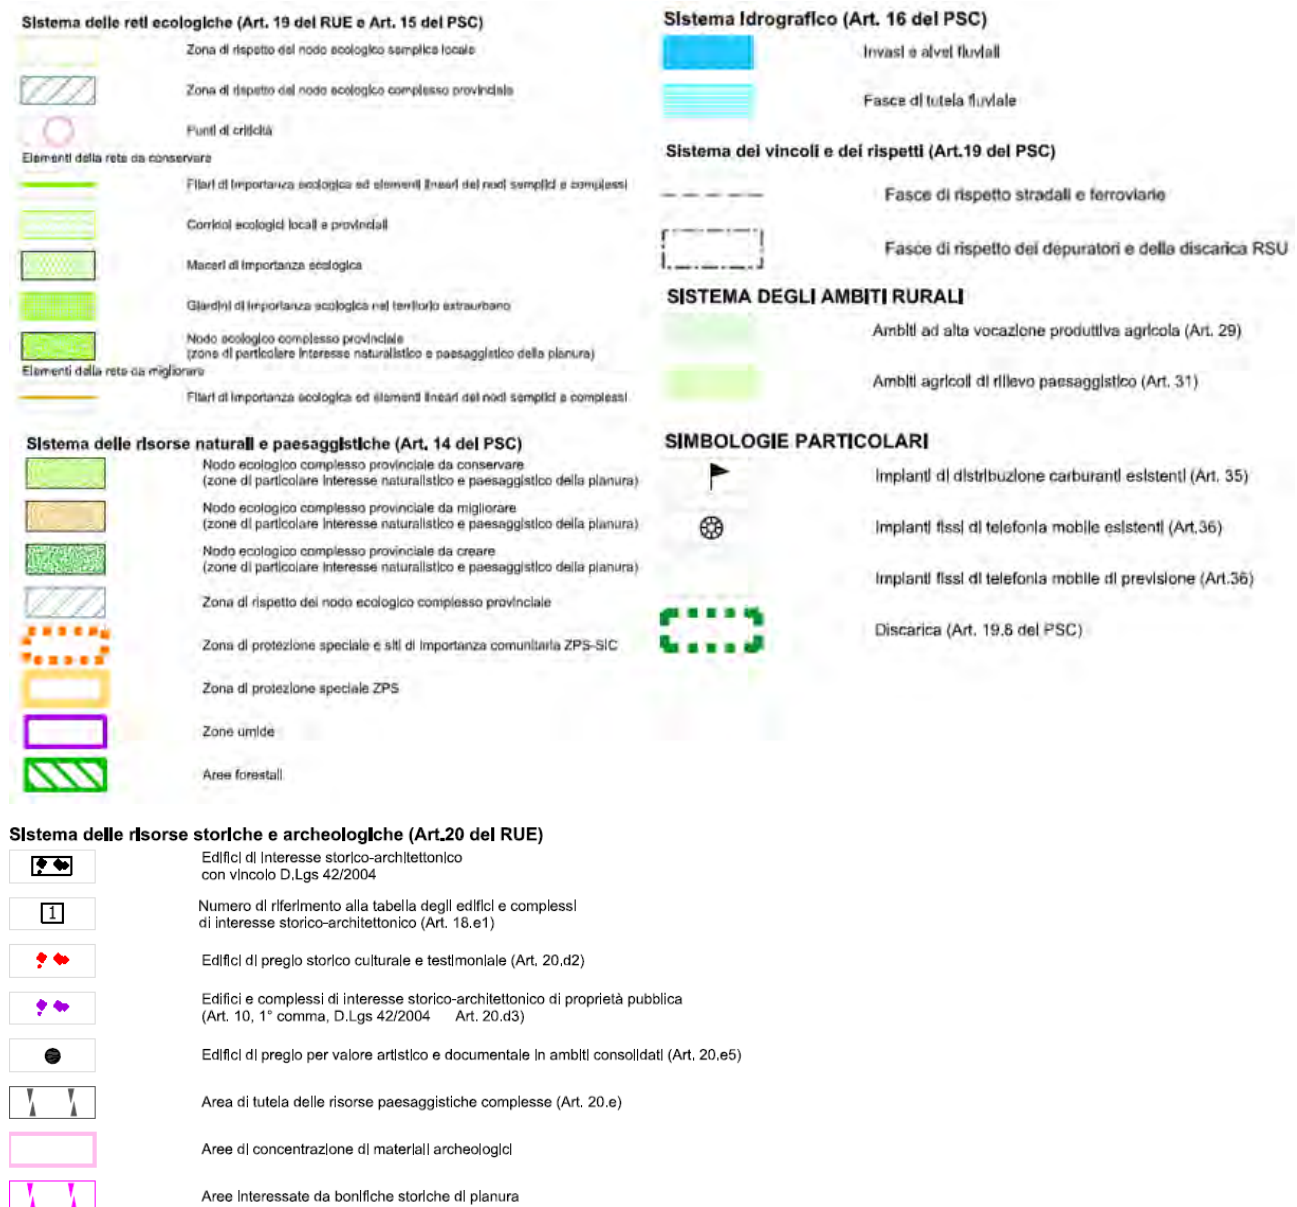 Sistema delle reti ecologiche (Art. 19 del RUE e Art. 15 del PSC)
Zona di rispetto del nodo ecologico semplice locale
Zona di rispetto del nodo ecologico complesso provinciale
Punti di criticità
Elementi della rete da conservare
Filari di importanza ecologica ed elementi lineari dei nodi semplici e complessi
Corridoi ecologici locali e provinciali
Maceri di importanza ecologica
Giardini di importanza ecologica nel territorio extraurbano
Nodo ecologico complesso provinciale
(zone di particolare interesse naturalistico e paesaggistico della pianura)
Elementi della rete da migliorare
Filari di importanza ecologica ed elementi lineari dei nodi semplici e complessi
Sistema delle risorse naturali e paesaggistiche (Art. 14 del PSC)
Nodo ecologico complesso provinciale da conservare
(zone di particolare interesse naturalistico e paesaggistico della pianura)
Nodo ecologico complesso provinciale da migliorare
(zone di particolare interesse naturalistico e paesaggistico della pianura)
Nodo ecologico complesso provinciale da creare
(zone di particolare interesse naturalistico e paesaggistico della pianura)
Zona di rispetto dei nodo ecologico complesso provinciale
Zona di protezione speciale e siti di importanza comunitaria ZPS-SIC
Zona di protezione speciale ZPS
Zone umide
Aree forestali
Sistema idrografico (Art. 16 del PSC)
Invasi e alvei fluviali
Fasce di tutela fluviale
Sistema dei vincoli e dei rispetti (Art.19 del PSC)
Fasce di rispetto stradali e ferroviarie
Fasce di rispetto dei depuratori e della discarica RSU
SISTEMA DEGLI AMBITI RURALI
Ambiti ad alta vocazione produttiva agricola (Art. 29)
Ambiti agricoli di rilievo paesaggistico (Art. 31)
SIMBOLOGIE PARTICOLARI
Impianti di distribuzione carburanti esistenti (Art. 35)
Impianti fissi di telefonia mobile esistenti (Art.36)
Impianti fissi di telefonia mobile di previsione (Art.36)
Discarica (Art. 19.8 del PSC)
Sistema delle risorse storiche e archeologiche (Art.20 del RUE)
Edifici di interesse storico-architettonico
con vincolo D.Lgs 42/2004
1
Numero di riferimento alla tabella degli edifici e complessi
di interesse storico-architettonico (Art. 18.e1)
Edifici di pregio storico culturale e testimoniale (Art. 20.d2)
Edifici e complessi di interesse storico-architettonico di proprietà pubblica
(Art. 10, 1° comma, D.Lgs 42/2004 Art. 20.d3)
Edifici di pregio per valore artistico e documentale in ambiti consolidati (Art. 20.e5)
Area di tutela delle risorse paesaggistiche complesse (Art. 20.e)
Aree di concentrazione di materiali archeologici
Aree interessate da bonifiche storiche di pianura